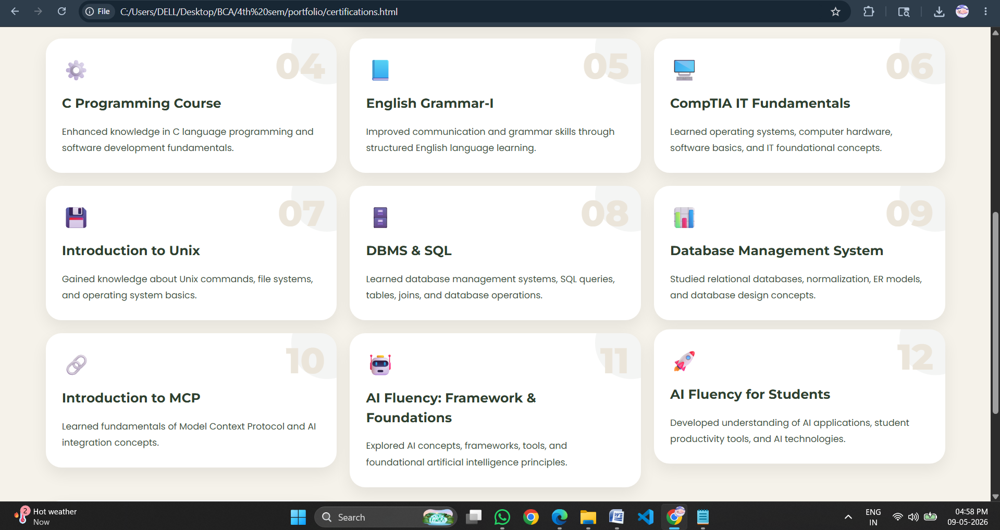 File
C:/Users/DELL/Desktop/BCA/4th%20sem/portfolio/certifications.html
04
C Programming Course
Enhanced knowledge in C language programming and
software development fundamentals.
05
English Grammar-I
Improved communication and grammar skills through
structured English language learning.
06
CompTIA IT Fundamentals
Learned operating systems, computer hardware,
software basics, and IT foundational concepts.
07
Introduction to Unix
Gained knowledge about Unix commands, file systems,
and operating system basics.
08
DBMS & SQL
Learned database management systems, SQL queries,
tables, joins, and database operations.
09
Database Management System
Studied relational databases, normalization, ER models,
and database design concepts.
10
Introduction to MCP
Learned fundamentals of Model Context Protocol and AI
integration concepts.
11
AI Fluency: Framework &
Foundations
Explored AI concepts, frameworks, tools, and
foundational artificial intelligence principles.
12
AI Fluency for Students
Developed understanding of AI applications, student
productivity tools, and AI technologies.
2
Hot weather
Now
Search
ENG
IN
04:58 PM
09-05-2026